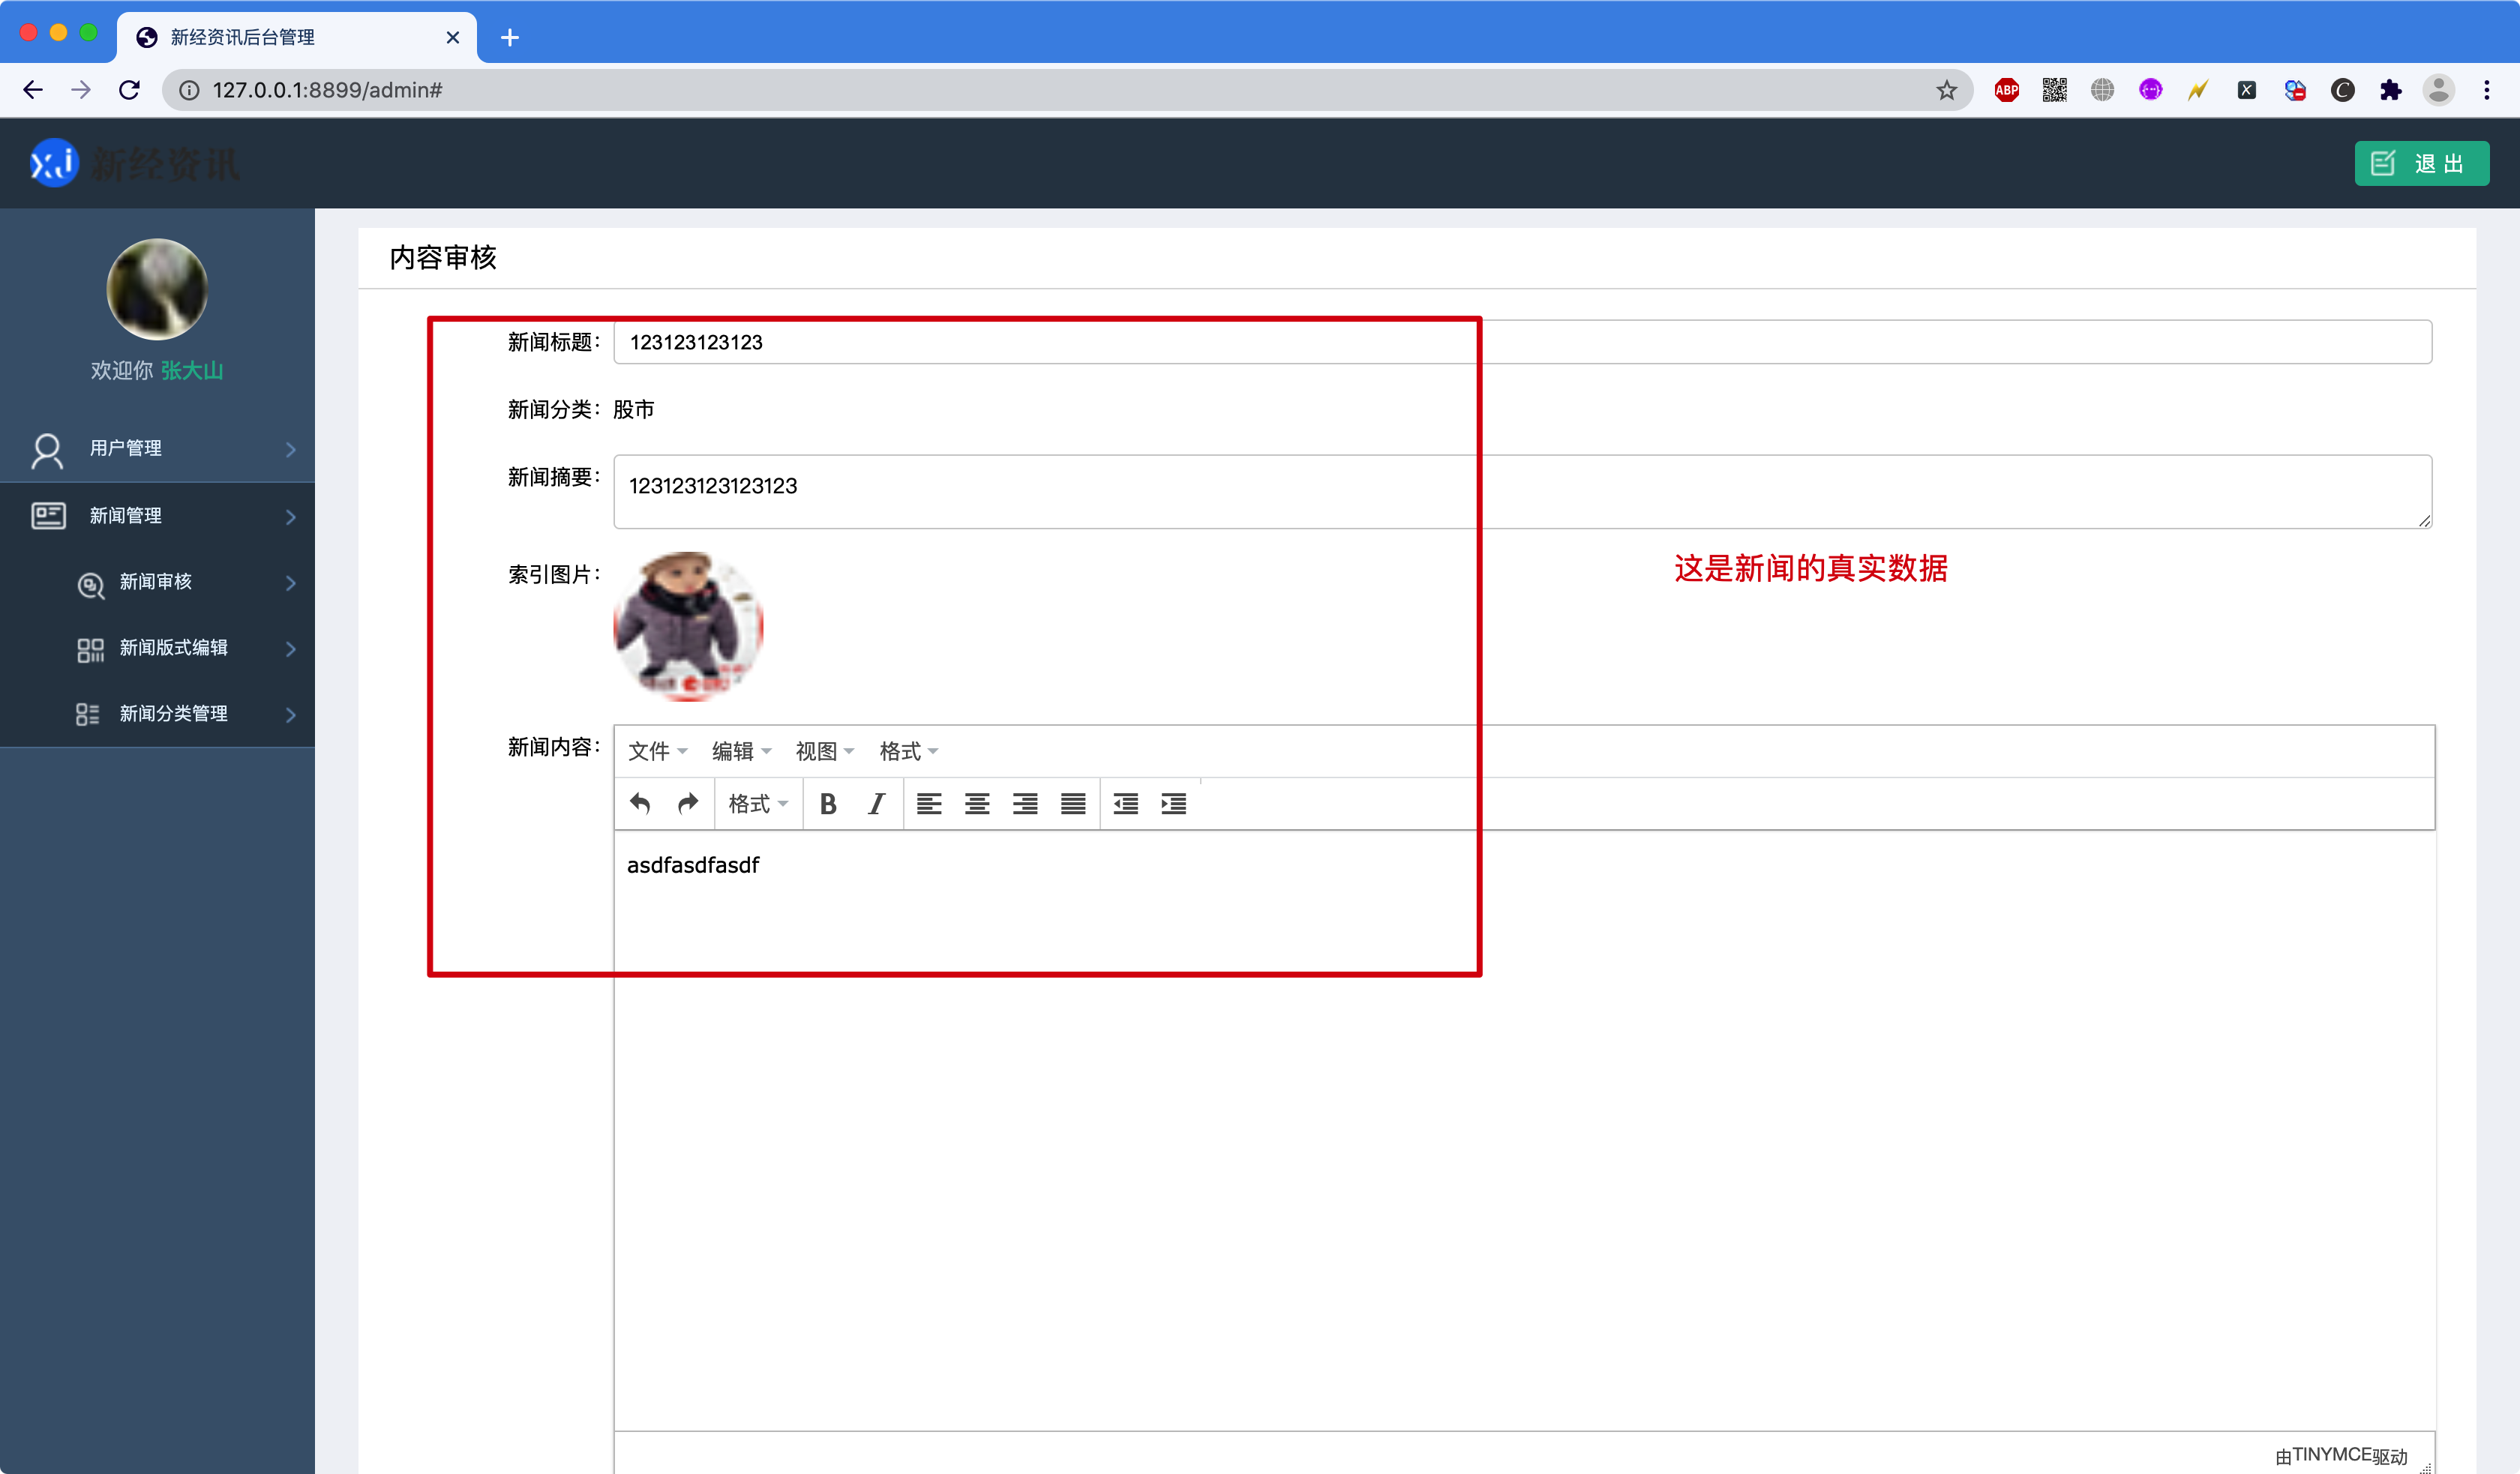 新经资讯后台管理
127.0.0.1:8899/admin#
ABP
新经资讯
退 出
欢迎你 张大山
用户管理
新闻管理
新闻审核
新闻版式编辑
新闻分类管理
内容审核
新闻标题： 123123123123
新闻分类： 股市
新闻摘要： 123123123123123
索引图片：
这是新闻的真实数据
新闻内容：
文件 编辑 视图 格式
格式 B I
asdfasdfasdf
由TINYMCE驱动